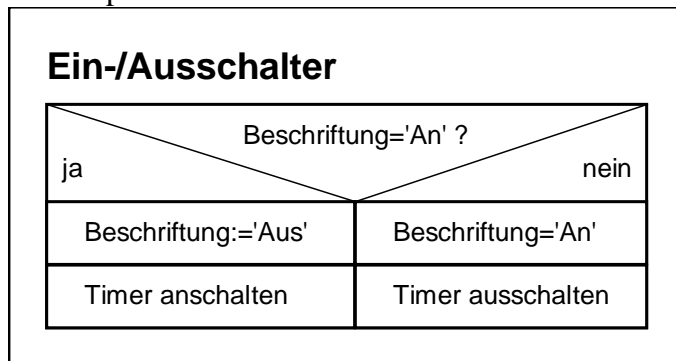 Ein-/Ausschalter
Beschriftung='An' ?
ja
nein
Beschriftung:='Aus'
Beschriftung='An'
Timer anschalten
Timer ausschalten